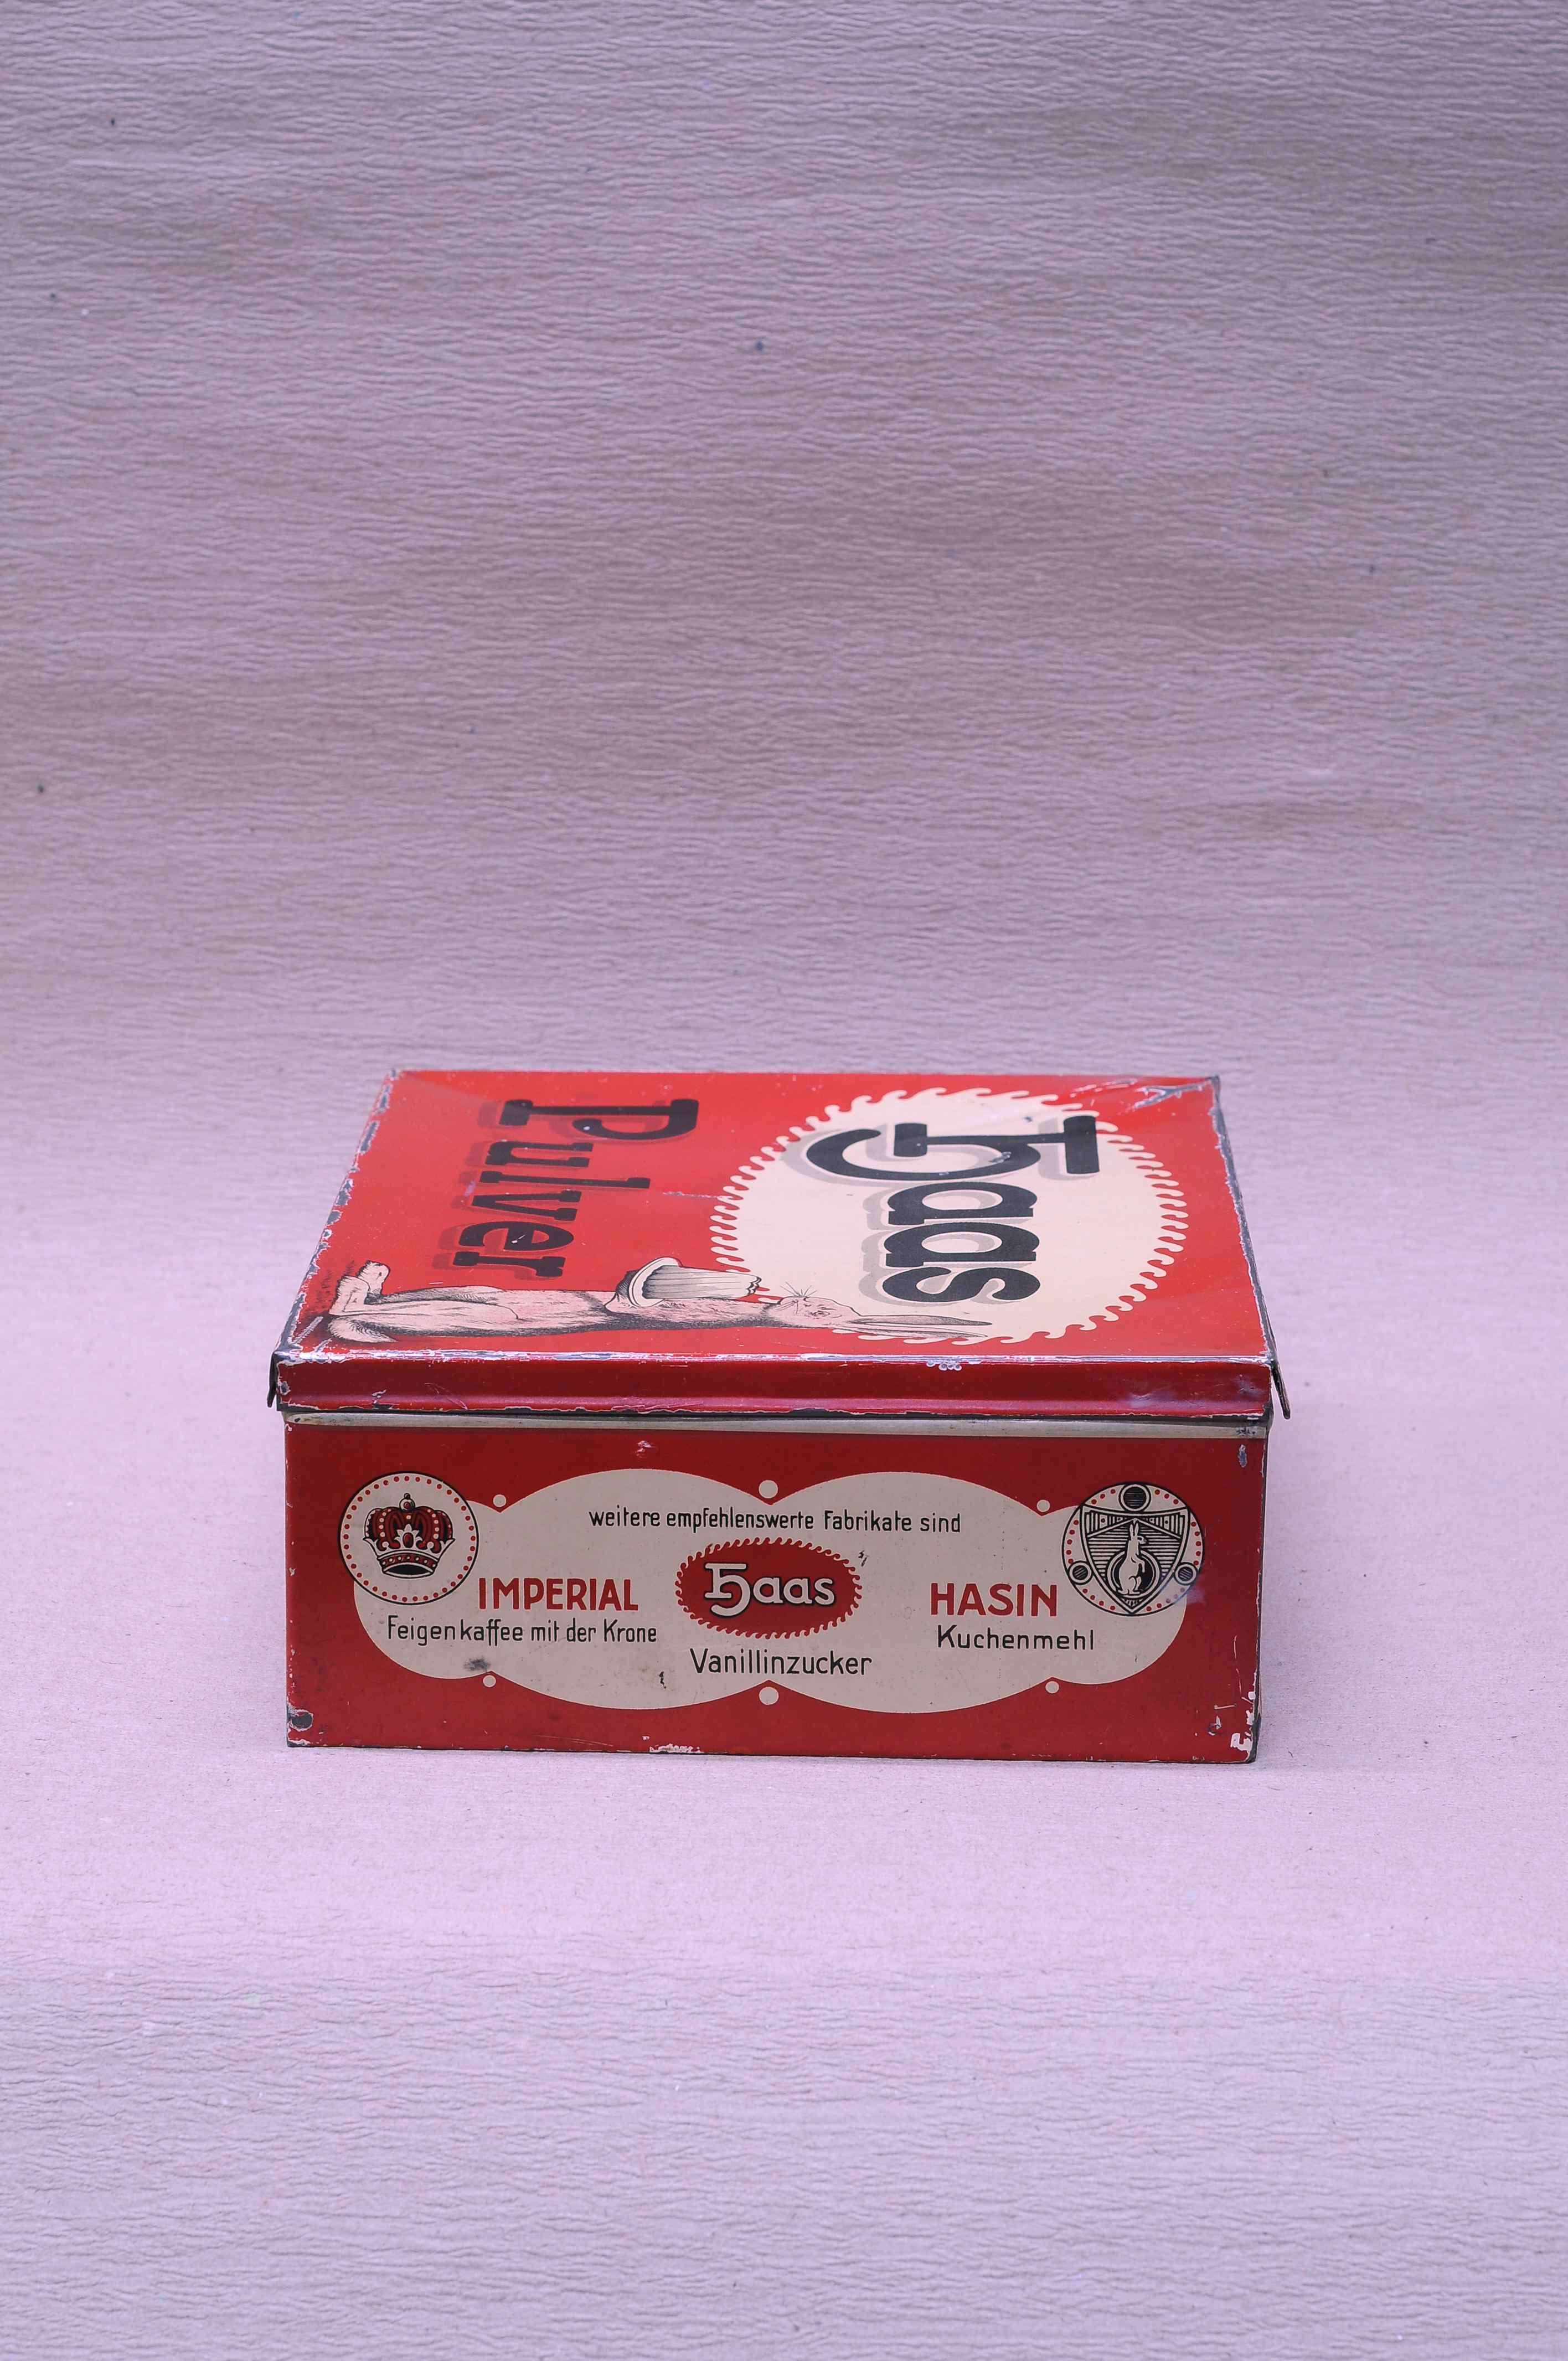 Haas
Pulver
weitere empfehlenswerte Fabrikate sind
IMPERIAL
Feigenkaffee mit der Krone
Haas
Vanillinzucker
HASIN
Kuchenmehl